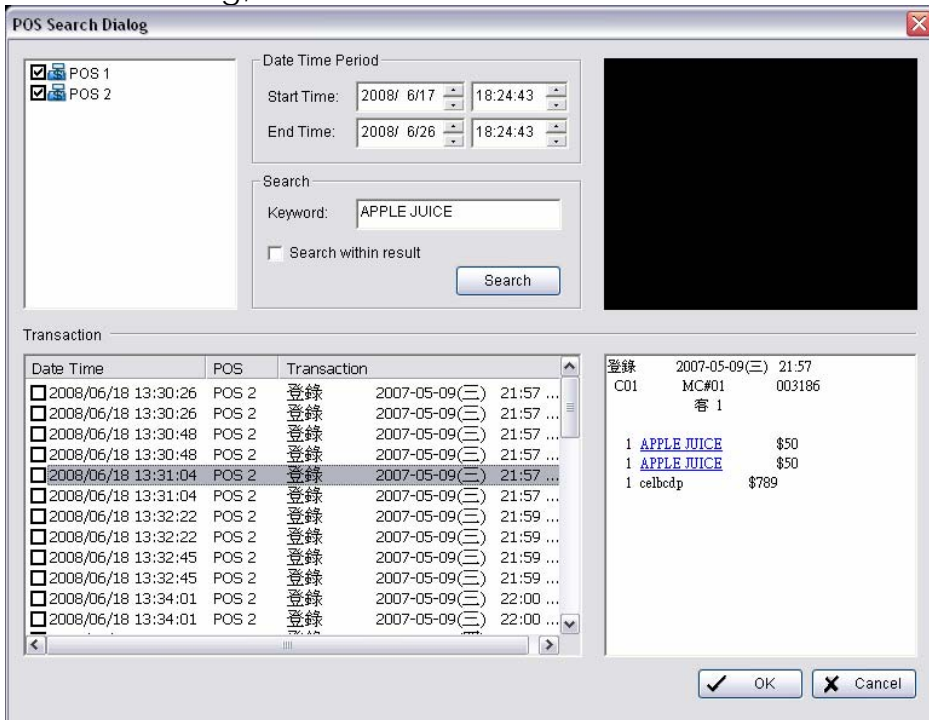 POS Search Dialog
POS 1
POS 2
Date Time Period
Start Time: 2008/ 6/17 18:24:43
End Time: 2008/ 6/26 18:24:43
Search
Keyword: APPLE JUICE
Search within result
Search
Transaction
Date Time POS Transaction
2008/06/18 13:30:26 POS 2 登錄 2007-05-09(三) 21:57 ...
2008/06/18 13:30:26 POS 2 登錄 2007-05-09(三) 21:57 ...
2008/06/18 13:30:48 POS 2 登錄 2007-05-09(三) 21:57 ...
2008/06/18 13:30:48 POS 2 登錄 2007-05-09(三) 21:57 ...
2008/06/18 13:31:04 POS 2 登錄 2007-05-09(三) 21:57 ...
2008/06/18 13:31:04 POS 2 登錄 2007-05-09(三) 21:57 ...
2008/06/18 13:32:22 POS 2 登錄 2007-05-09(三) 21:59 ...
2008/06/18 13:32:22 POS 2 登錄 2007-05-09(三) 21:59 ...
2008/06/18 13:32:45 POS 2 登錄 2007-05-09(三) 21:59 ...
2008/06/18 13:32:45 POS 2 登錄 2007-05-09(三) 21:59 ...
2008/06/18 13:34:01 POS 2 登錄 2007-05-09(三) 22:00 ...
2008/06/18 13:34:01 POS 2 登錄 2007-05-09(三) 22:00 ...
登錄 2007-05-09(三) 21:57
C01 MC#01 003186
客 1
1 APPLE JUICE $50
1 APPLE JUICE $50
1 celbcdp $789
OK
Cancel